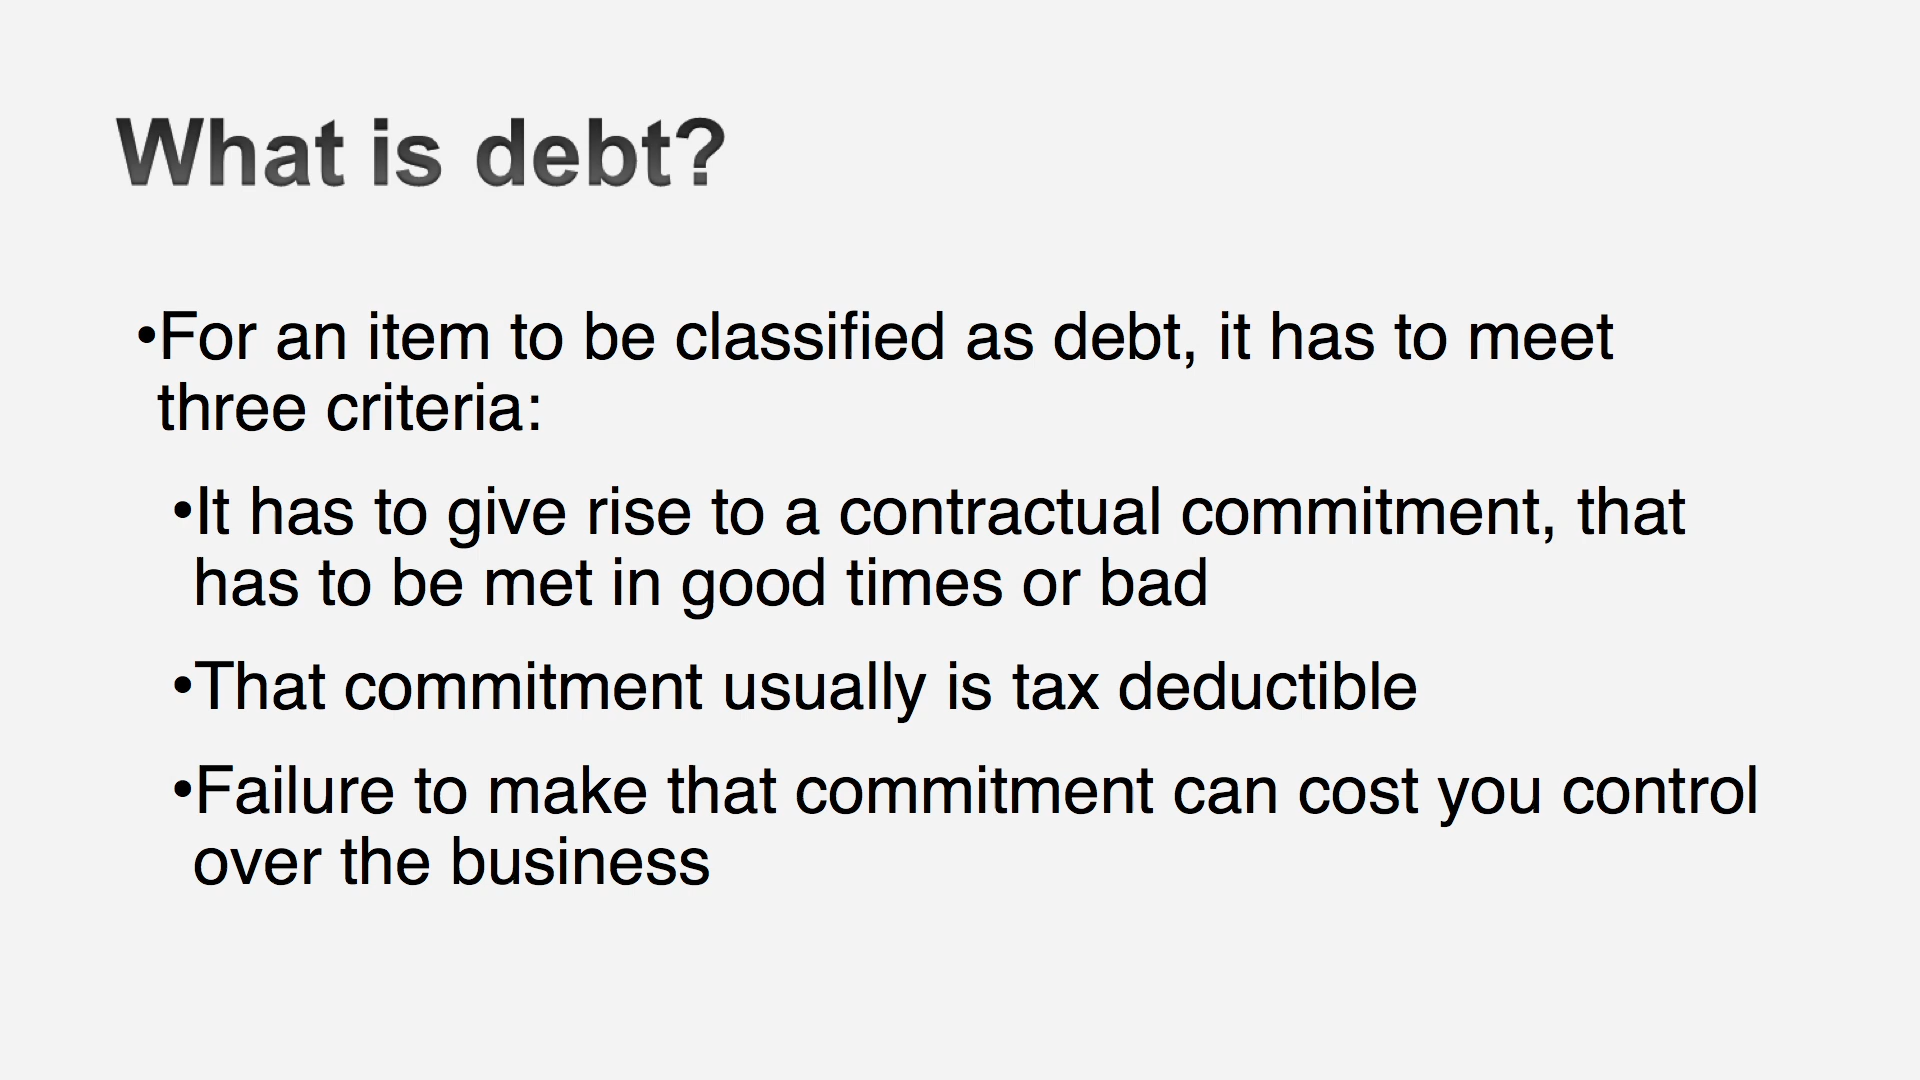 What is debt?
•For an item to be classified as debt, it has to meet
three criteria:
•It has to give rise to a contractual commitment, that
has to be met in good times or bad
•That commitment usually is tax deductible
•Failure to make that commitment can cost you control
over the business